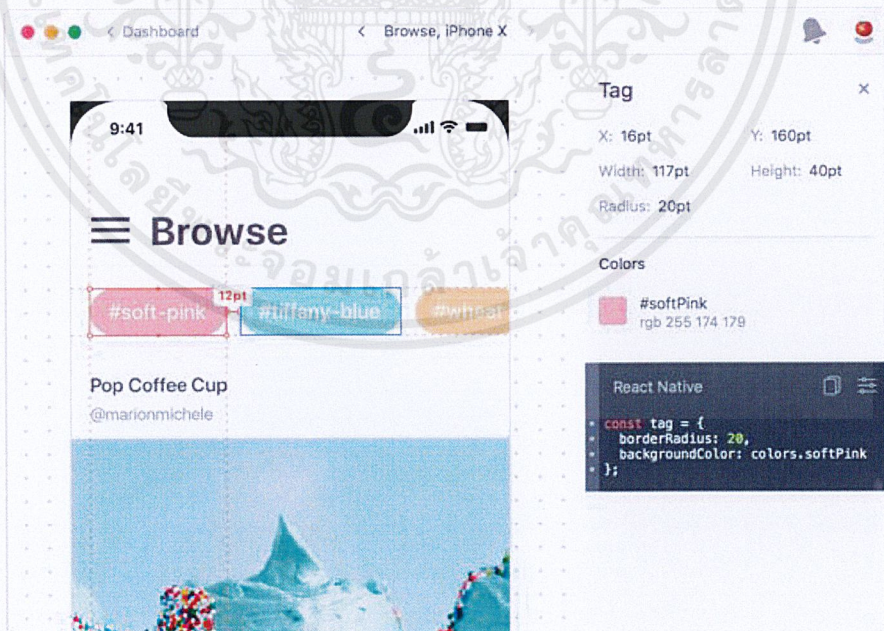 < Dashboard
< Browse, iPhone X
9:41
Browse
#soft-pink
12pt
#tiffany-blue
#wheat
Pop Coffee Cup
@marionmichele
Tag
X: 16pt
Y: 160pt
Width: 117pt
Height: 40pt
Radius: 20pt
Colors
#softPink
rgb 255 174 179
React Native
const tag = {
borderRadius: 20,
backgroundColor: colors.softPink
};